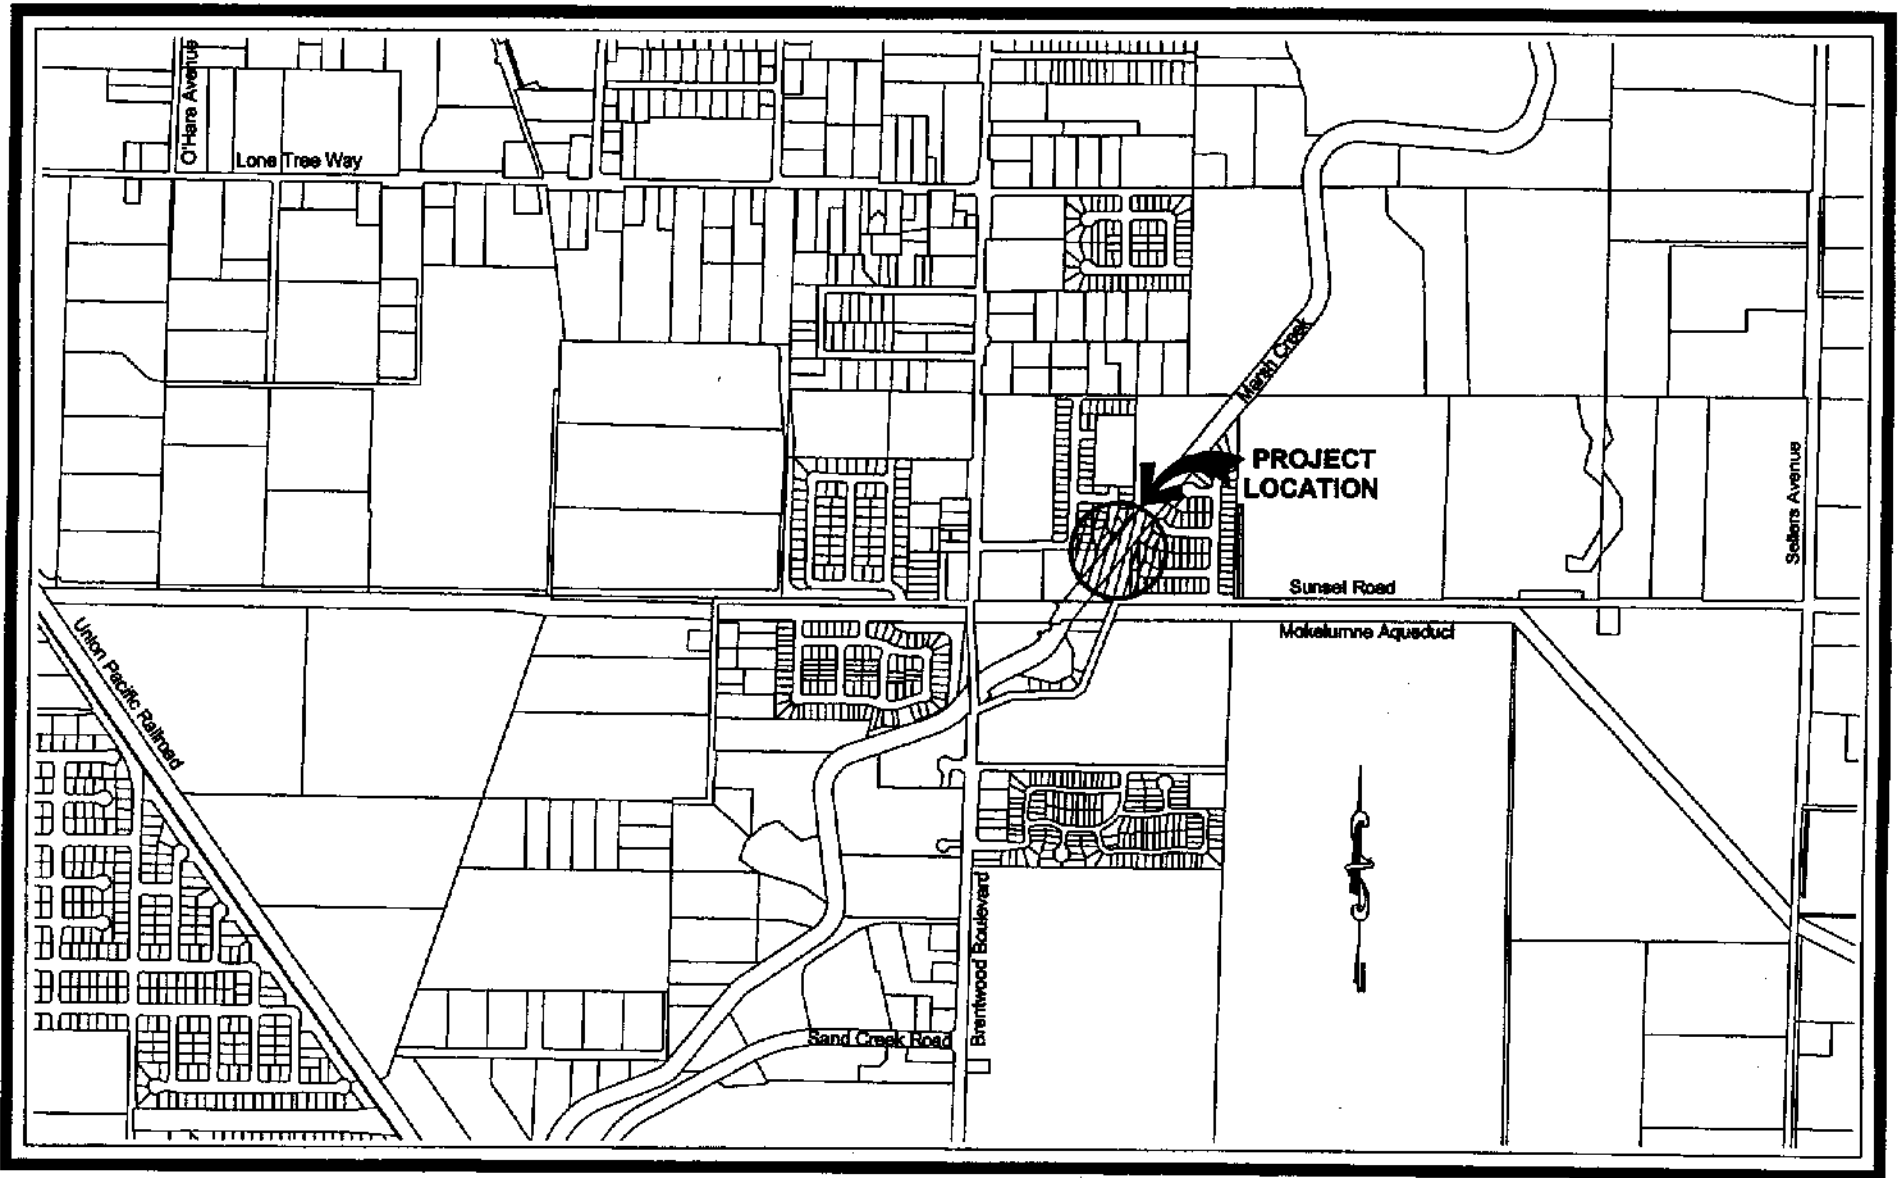 O'Hara Avenue
Lone Tree Way
Marsh Creek
PROJECT
LOCATION
Sellers Avenue
Sunset Road
Mokelumne Aqueduct
Union Pacific Railroad
Brentwood Boulevard
Sand Creek Road